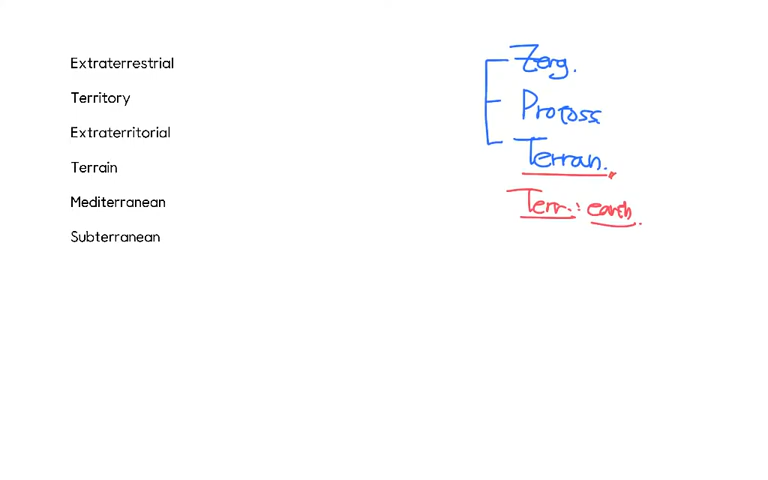 Extraterrestrial
Territory
Extraterritorial
Terrain
Mediterranean
Subterranean
Zerg.
Protoss
Terran.
Terr. : earth.